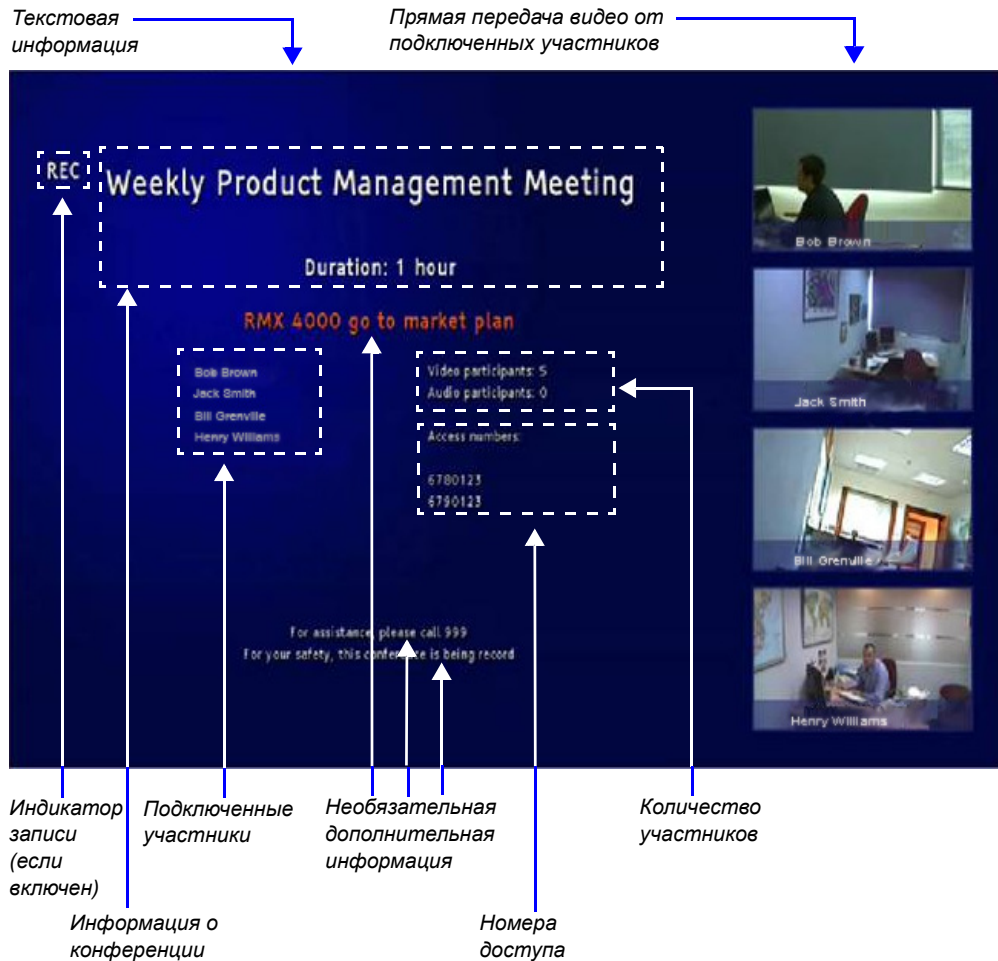 Текстовая
информация
Прямая передача видео от
подключенных участников
REC
Weekly Product Management Meeting
Duration: 1 hour
RMX 4000 go to market plan
Bob Brown
Jack Smith
Bill Grenville
Henry Williams
Video participants: 5
Audio participants: 0
Access numbers:
6780123
6790123
For assistance, please call 999
For your safety, this conference is being record
Bob Brown
Jack Smith
Bill Grenville
Henry Williams
Индикатор
записи
(если
включен)
Подключенные
участники
Необязательная
дополнительная
информация
Количество
участников
Информация о
конференции
Номера
доступа